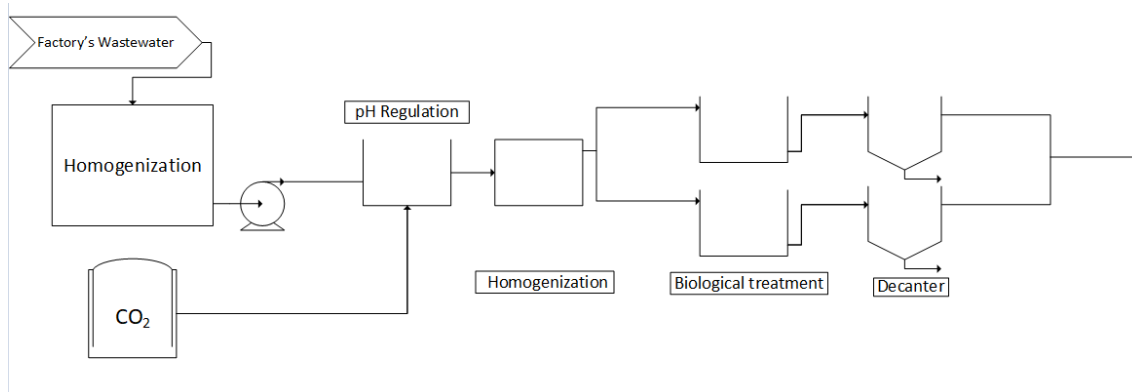 Factory's Wastewater
Homogenization
pH Regulation
Homogenization
Biological treatment
Decanter
CO₂